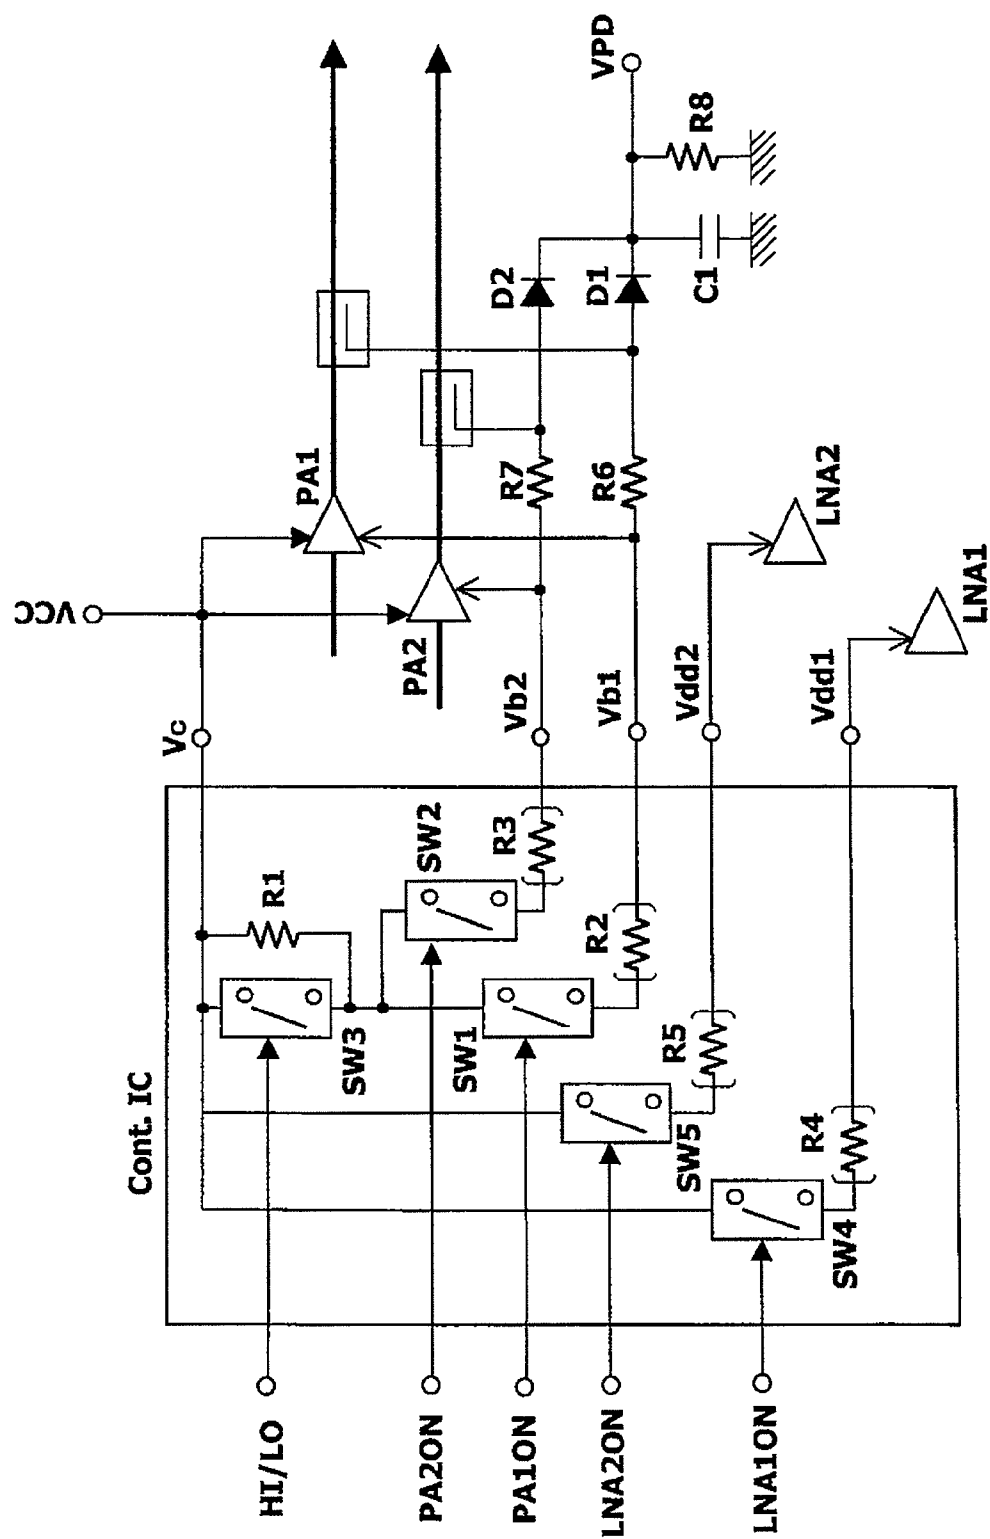 HI/LO
PA2ON
PA1ON
LNA2ON
LNA1ON
Cont. IC
SW3
R1
SW2
SW1
R3
R2
SW5
R5
SW4
R4
Vc
Vb2
Vb1
Vdd2
Vdd1
VCC
PA2
PA1
R7
R6
LNA2
LNA1
D2
D1
C1
R8
VPD